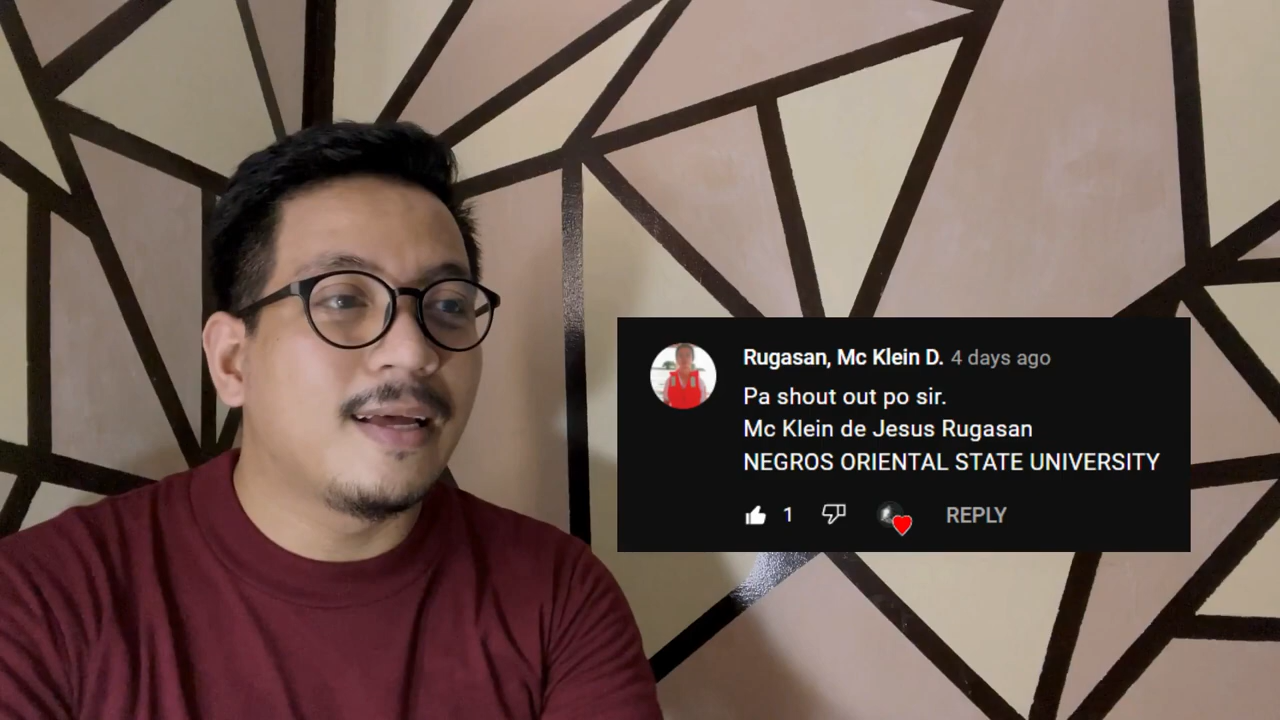 Rugasan, Mc Klein D. 4 days ago
Pa shout out po sir.
Mc Klein de Jesus Rugasan
NEGROS ORIENTAL STATE UNIVERSITY
1 REPLY